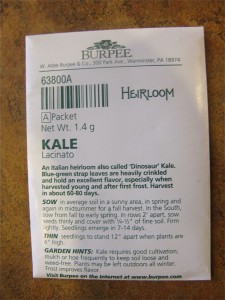 BURPEE
W. Atlee Burpee & Co., 300 Park Ave., Warminster, PA 18974
63800A
HEIRLOOM
A Packet
Net Wt. 1.4 g
KALE
Lacinato
An Italian heirloom also called 'Dinosaur' Kale.
Blue-green strap leaves are heavily crinkled
and hold an excellent flavor, especially when
harvested young and after first frost. Harvest
in about 60-80 days.
SOW in average soil in a sunny area, in spring and
again in midsummer for a fall harvest. In the South,
sow from fall to early spring. In rows 2' apart, sow
seeds thinly and cover with ¼-½" of fine soil. Firm
lightly. Seedlings emerge in 7-14 days.
THIN seedlings to stand 12" apart when plants are
6" high.
GARDEN HINTS: Kale requires good cultivation;
mulch or hoe frequently to keep soil loose and
weed-free. Plants may be left outdoors all winter.
Frost improves flavor.
Visit Burpee on the Internet at www.burpee.com